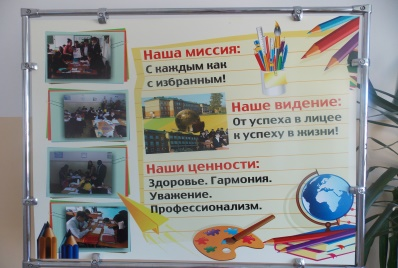 Наша миссия:
С каждым как
с избранным!
Наше видение:
От успеха в лицее
к успеху в жизни!
Наши ценности:
Здоровье. Гармония.
Уважение.
Профессионализм.